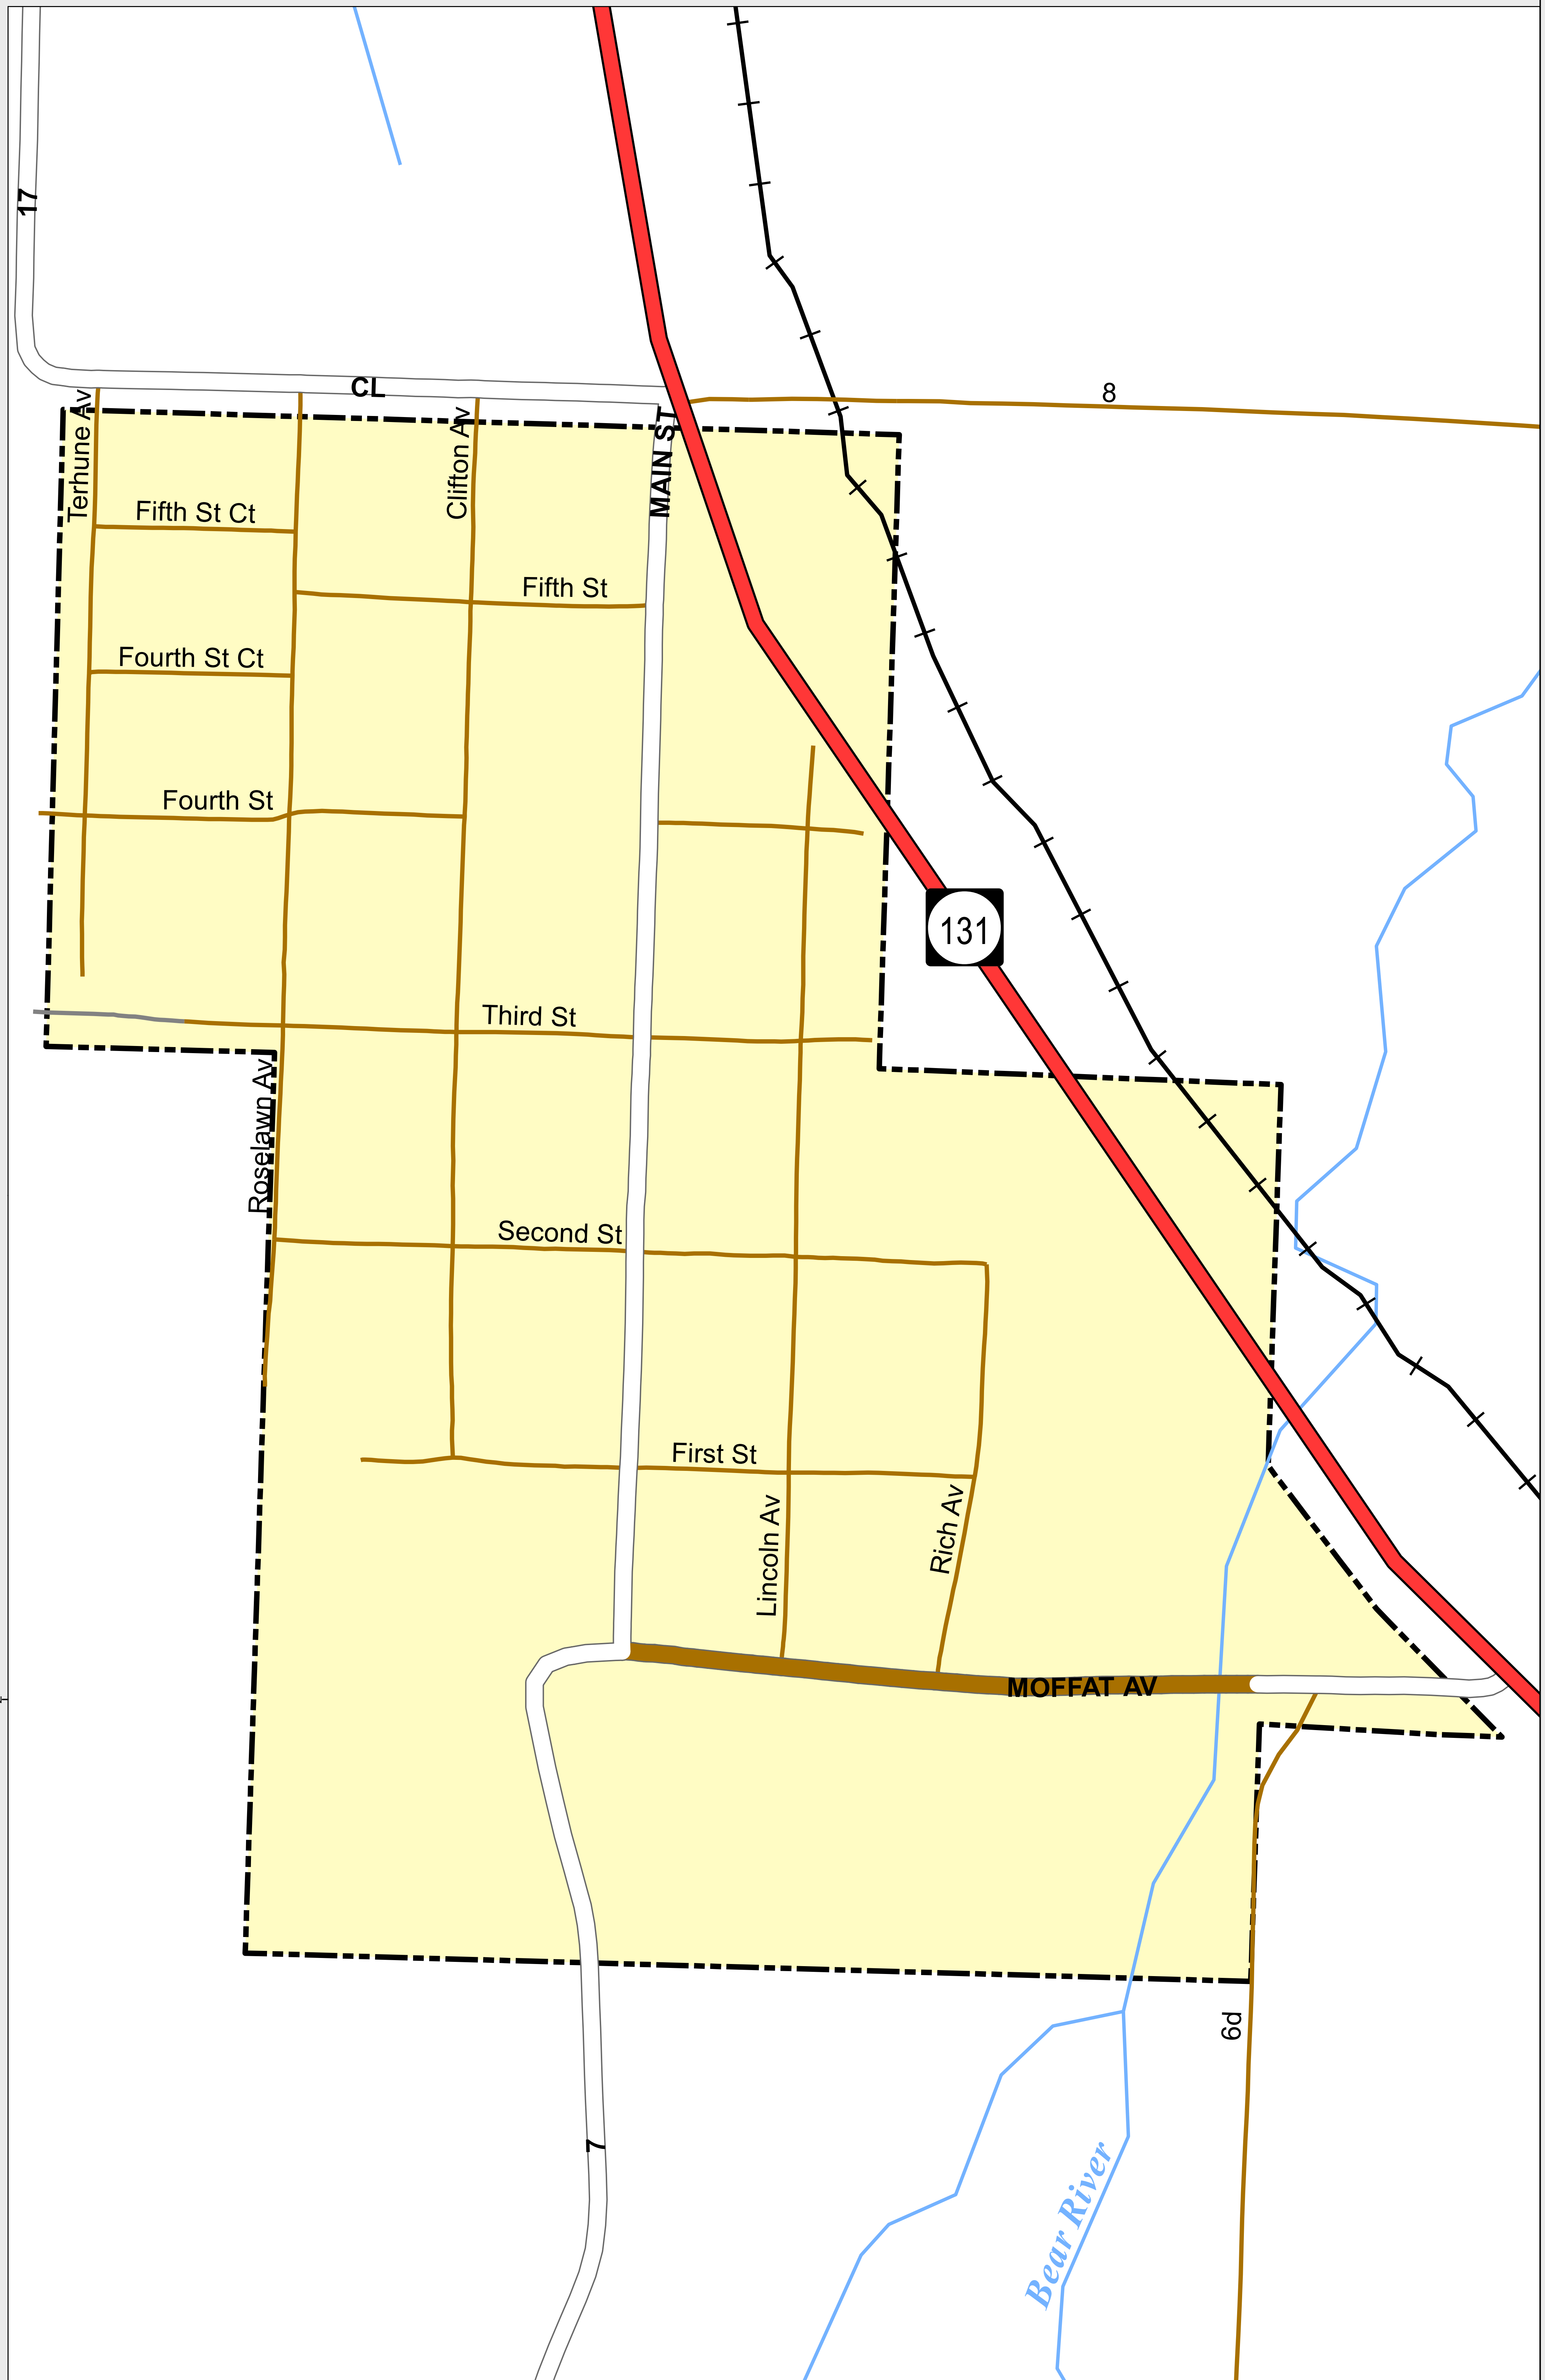 17
CL
8
Terhune Av
Clifton Av
MAIN ST
Fifth St Ct
Fifth St
Fourth St Ct
Fourth St
131
Third St
Roselawn Av
Second St
First St
Lincoln Av
Rich Av
MOFFAT AV
6d
7
Bear River